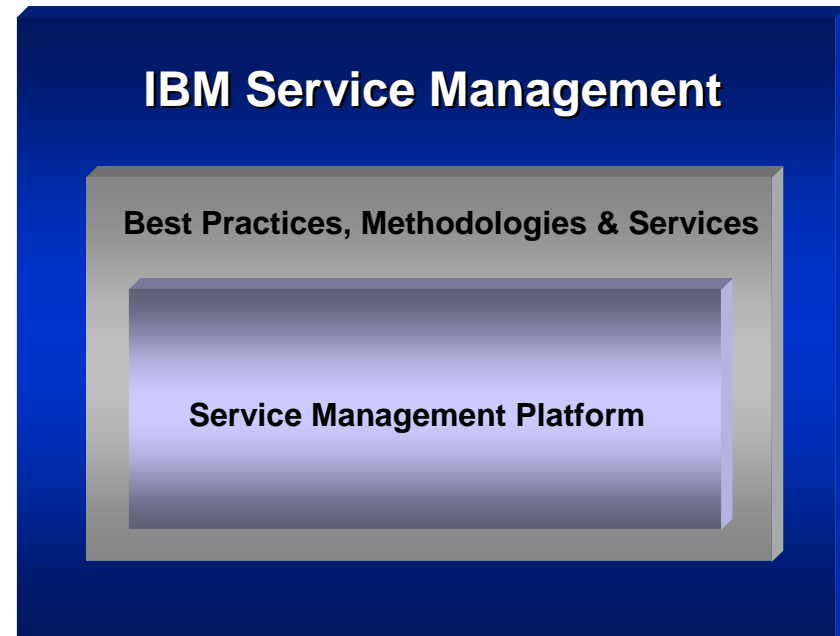 IBM Service Management
Best Practices, Methodologies & Services
Service Management Platform